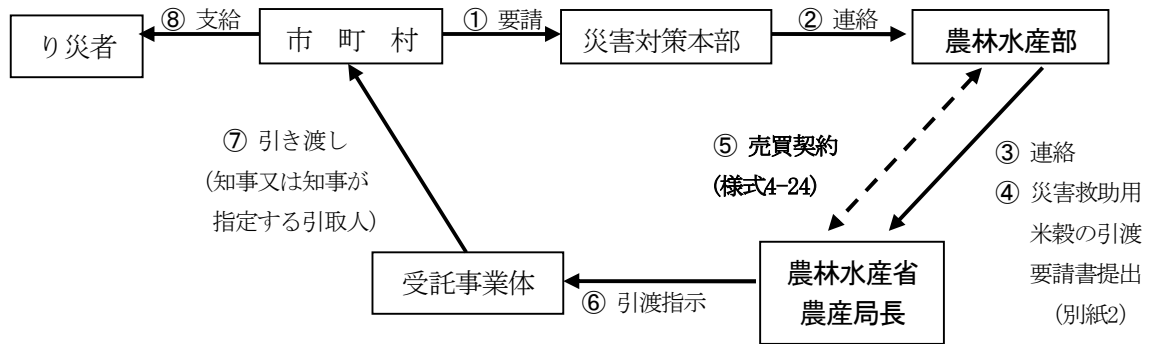 ⑧ 支給
① 要請
② 連絡
り災者
市 町 村
災害対策本部
農林水産部
⑦ 引き渡し
(知事又は知事が
指定する引取人)
⑤ 売買契約
(様式4-24)
③ 連絡
④ 災害救助用
米穀の引渡
要請書提出
(別紙2)
受託事業体
⑥ 引渡指示
農林水産省
農産局長